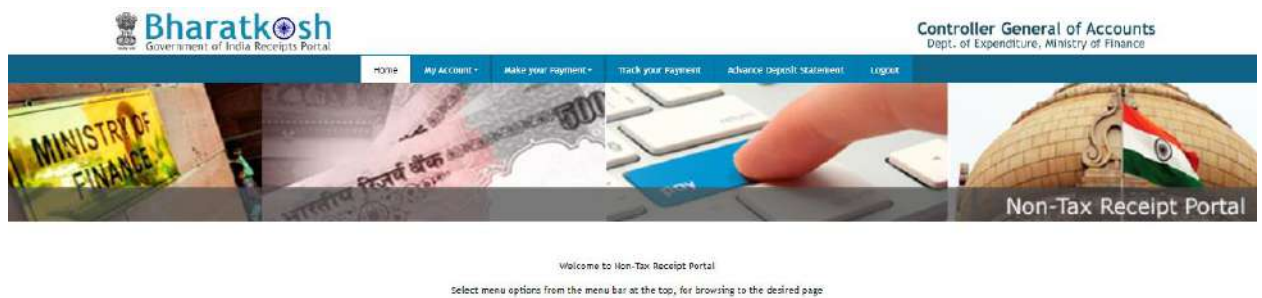 Bharatkosh
Government of India Receipts Portal
Controller General of Accounts
Dept. of Expenditure, Ministry of Finance
Home My Account Make your Payment Track your Payment Advance Deposit Statement Logout
MINISTRY OF
FINANCE
500
भारतीय रिज़र्व बैंक
PAY
Non-Tax Receipt Portal
Welcome to Non-Tax Receipt Portal
Select menu options from the menu bar at the top, for browsing to the desired page